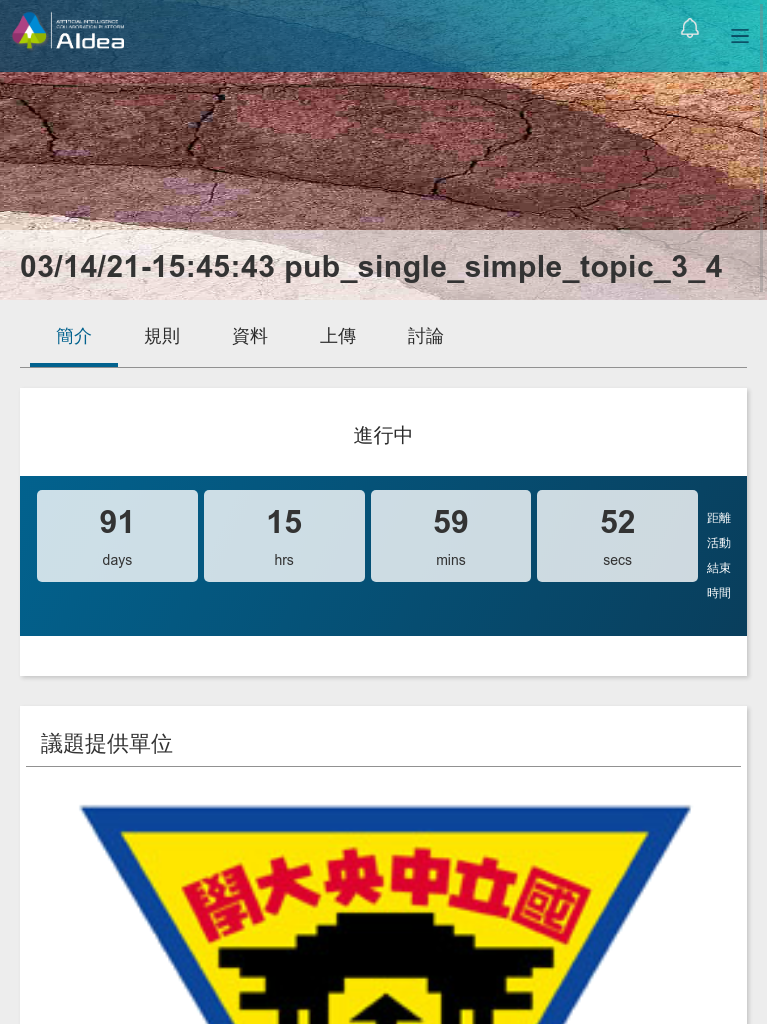 ARTIFICIAL INTELLIGENCE
COLLABORATION PLATFORM
AIdea
03/14/21-15:45:43 pub_single_simple_topic_3_4
簡介 規則 資料 上傳 討論
進行中
91 15 59 52
days hrs mins secs
距離
活動
結束
時間
議題提供單位
學大央中立國